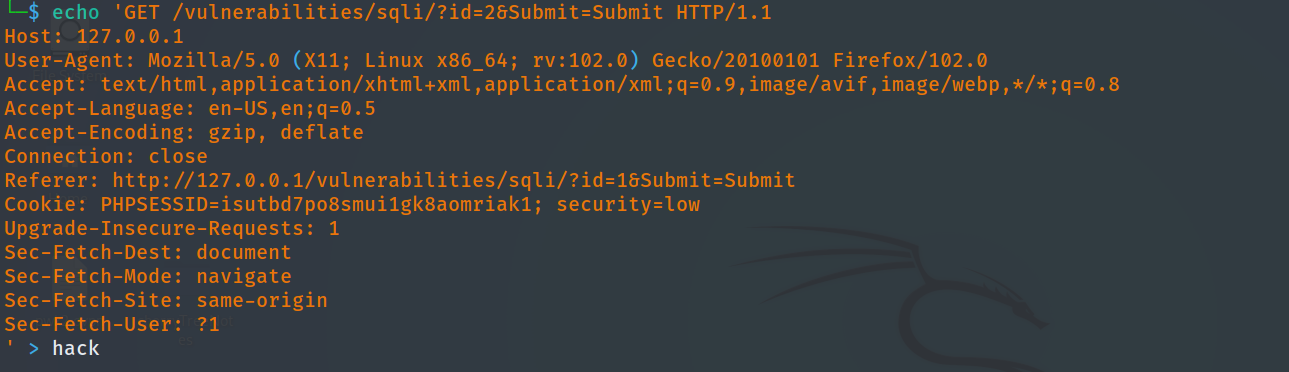 └─$ echo 'GET /vulnerabilities/sqli/?id=2&Submit=Submit HTTP/1.1
Host: 127.0.0.1
User-Agent: Mozilla/5.0 (X11; Linux x86_64; rv:102.0) Gecko/20100101 Firefox/102.0
Accept: text/html,application/xhtml+xml,application/xml;q=0.9,image/avif,image/webp,*/*;q=0.8
Accept-Language: en-US,en;q=0.5
Accept-Encoding: gzip, deflate
Connection: close
Referer: http://127.0.0.1/vulnerabilities/sqli/?id=1&Submit=Submit
Cookie: PHPSESSID=isutbd7po8smui1gk8aomriak1; security=low
Upgrade-Insecure-Requests: 1
Sec-Fetch-Dest: document
Sec-Fetch-Mode: navigate
Sec-Fetch-Site: same-origin
Sec-Fetch-User: ?1
' > hack